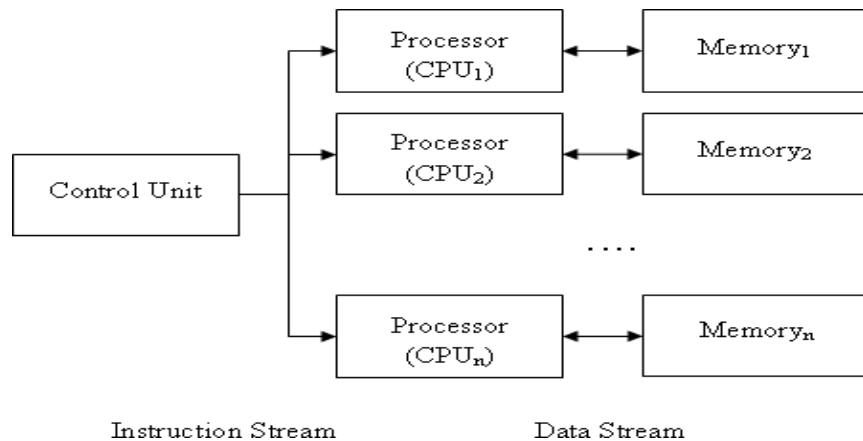 Processor
(CPU₁)
Memory₁
Processor
(CPU₂)
Memory₂
Control Unit
....
Processor
(CPUₙ)
Memoryₙ
Instruction Stream
Data Stream